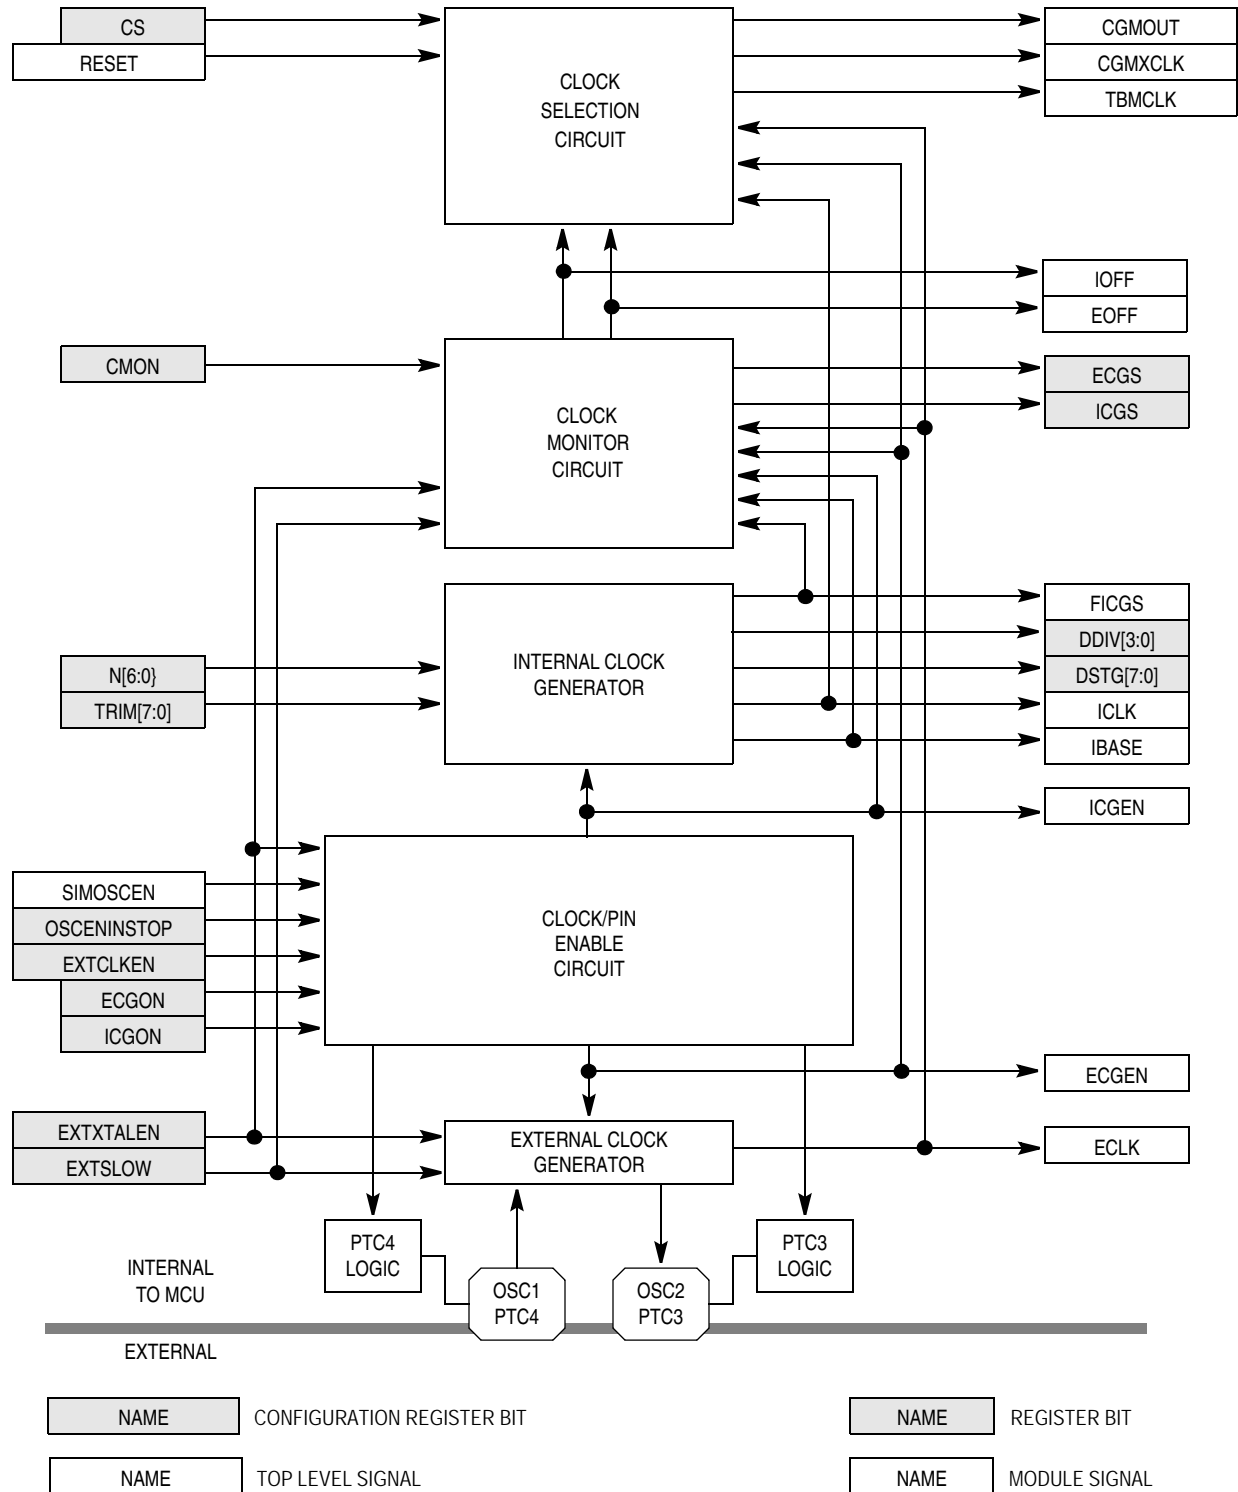 CS
RESET
CLOCK
SELECTION
CIRCUIT
CGMOUT
CGMXCLK
TBMCLK
IOFF
EOFF
CMON
CLOCK
MONITOR
CIRCUIT
ECGS
ICGS
N[6:0}
TRIM[7:0]
INTERNAL CLOCK
GENERATOR
FICGS
DDIV[3:0]
DSTG[7:0]
ICLK
IBASE
ICGEN
SIMOSCEN
OSCENINSTOP
EXTCLKEN
ECGON
ICGON
CLOCK/PIN
ENABLE
CIRCUIT
ECGEN
EXTXTALEN
EXTSLOW
EXTERNAL CLOCK
GENERATOR
ECLK
INTERNAL
TO MCU
PTC4
LOGIC
OSC1
PTC4
OSC2
PTC3
PTC3
LOGIC
EXTERNAL
NAME CONFIGURATION REGISTER BIT
NAME REGISTER BIT
NAME TOP LEVEL SIGNAL
NAME MODULE SIGNAL